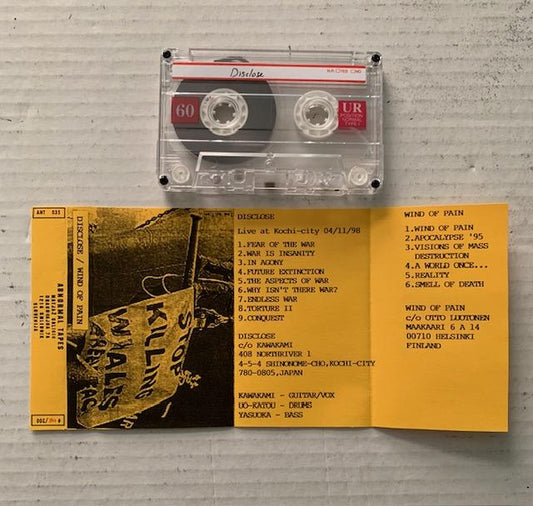 Disclose
60
UR
POSITION
NORMAL
TYPE I
ANT 035
DISCLOSE / WIND OF PAIN
ABNORMAL TAPES
STOP
KILLING
DISCLOSE
Live at Kochi-city 04/11/98
1.FEAR OF THE WAR
2.WAR IS INSANITY
3.IN AGONY
4.FUTURE EXTINCTION
5.THE ASPECTS OF WAR
6.WHY ISN'T THERE WAR?
7.ENDLESS WAR
8.TORTURE II
9.CONQUEST
DISCLOSE
c/o KAWAKAMI
408 NORTHRIVER 1
4-5-4 SHINONOME-CHO,KOCHI-CITY
780-0805,JAPAN
KAWAKAMI - GUITAR/VOX
UO-KATOU - DRUMS
YASUOKA - BASS
WIND OF PAIN
1.WIND OF PAIN
2.APOCALYPSE '95
3.VISIONS OF MASS
DESTRUCTION
4.A WORLD ONCE...
5.REALITY
6.SMELL OF DEATH
WIND OF PAIN
c/o OTTO LUOTONEN
MAAKAARI 6 A 14
00710 HELSINKI
FINLAND